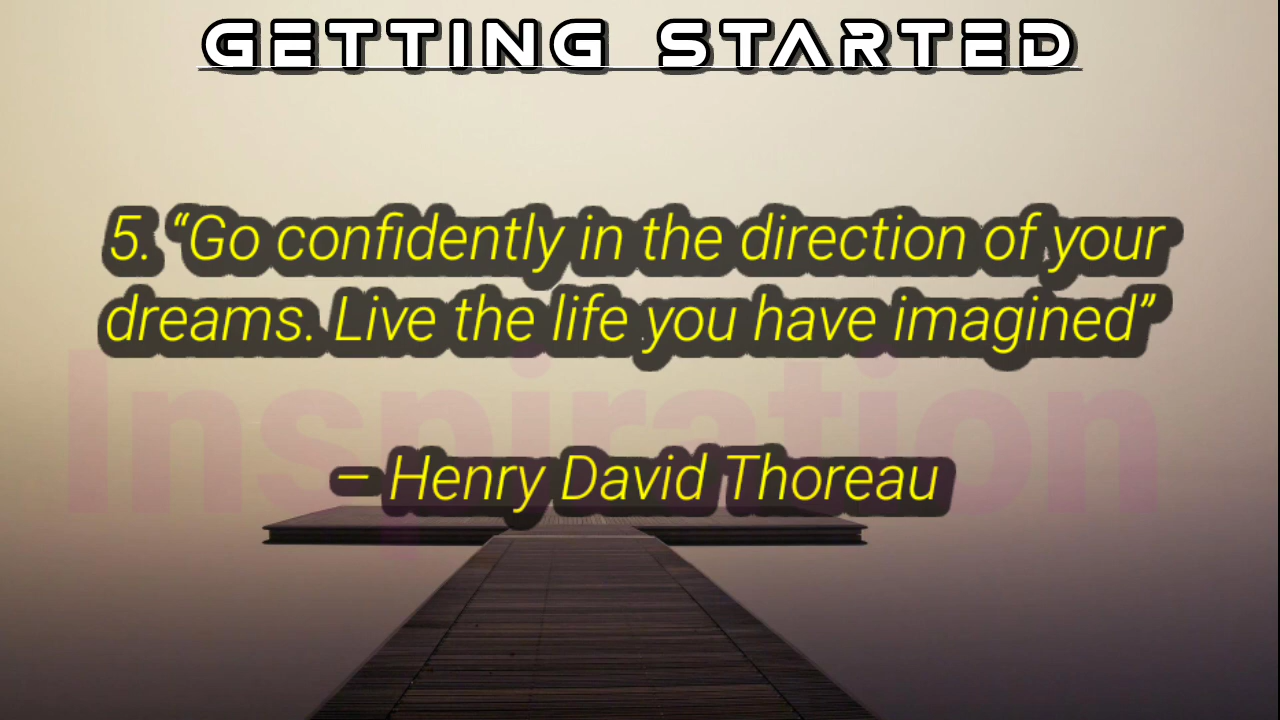 GETTING STARTED
5. “Go confidently in the direction of your
dreams. Live the life you have imagined”
Inspiration
– Henry David Thoreau